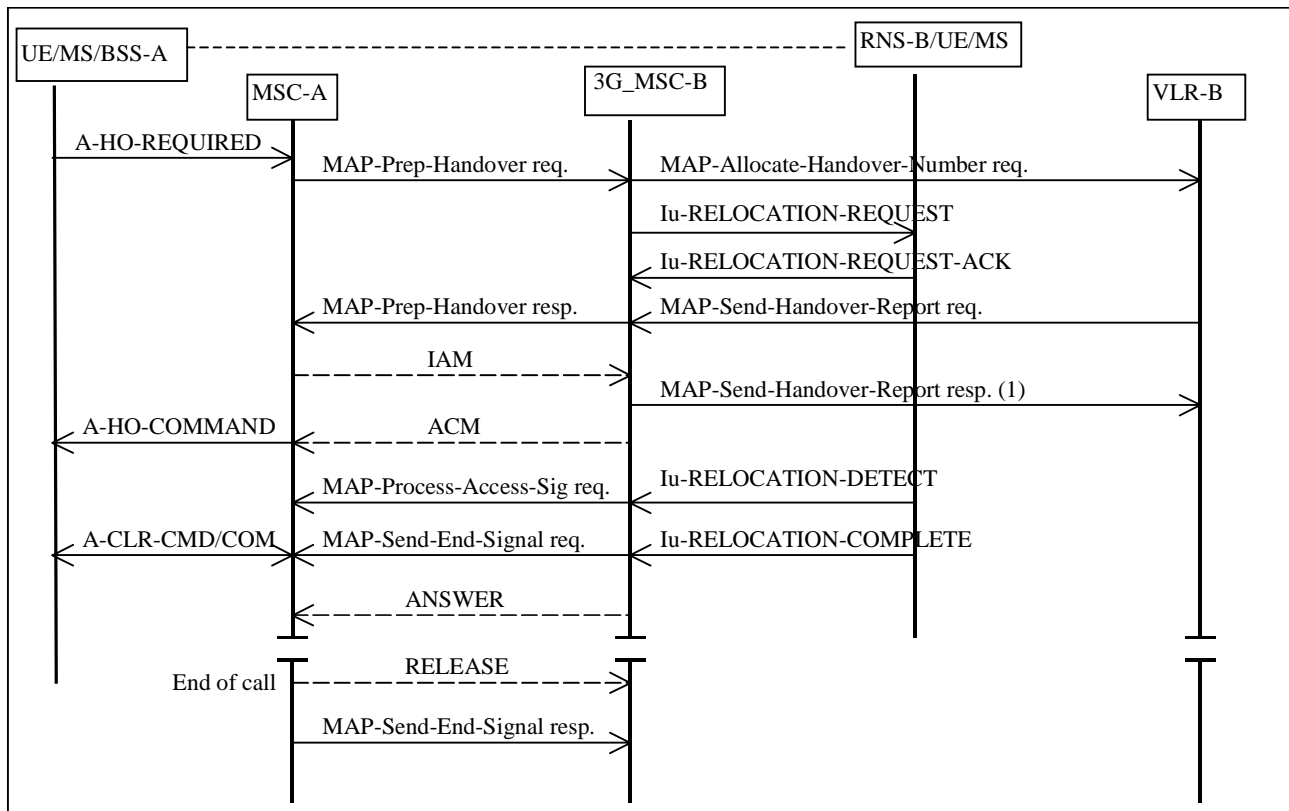 UE/MS/BSS-A
RNS-B/UE/MS
MSC-A
3G_MSC-B
VLR-B
A-HO-REQUIRED
MAP-Prep-Handover req.
MAP-Allocate-Handover-Number req.
Iu-RELOCATION-REQUEST
Iu-RELOCATION-REQUEST-ACK
MAP-Prep-Handover resp.
MAP-Send-Handover-Report req.
IAM
MAP-Send-Handover-Report resp. (1)
A-HO-COMMAND
ACM
MAP-Process-Access-Sig req.
Iu-RELOCATION-DETECT
A-CLR-CMD/COM
MAP-Send-End-Signal req.
Iu-RELOCATION-COMPLETE
ANSWER
RELEASE
End of call
MAP-Send-End-Signal resp.